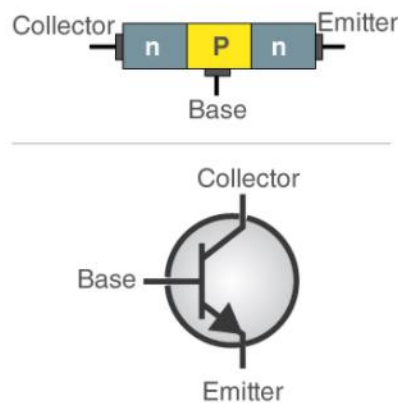 Collector Emitter
n P n
Base
Collector
Base
Emitter